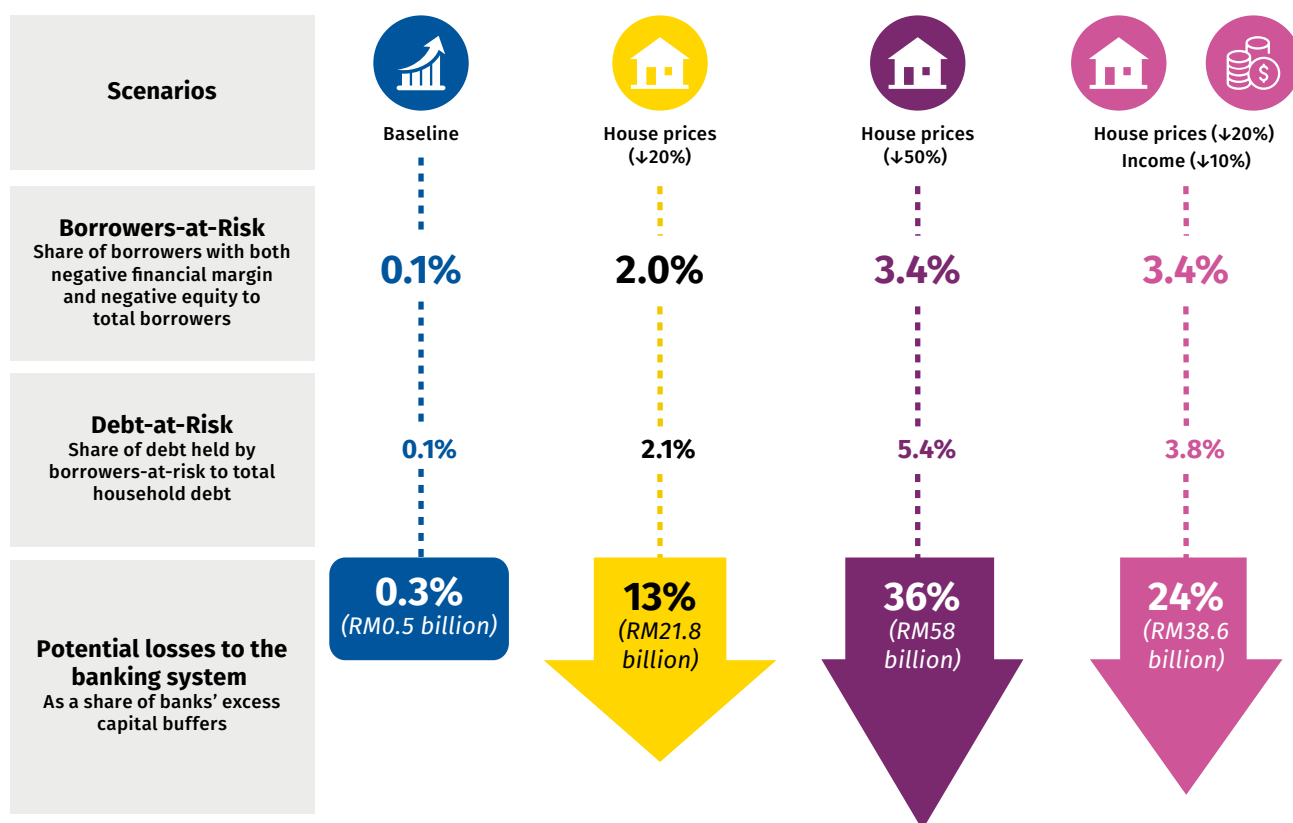 Scenarios
Baseline
House prices
(↓20%)
House prices
(↓50%)
House prices (↓20%)
Income (↓10%)
Borrowers-at-Risk
Share of borrowers with both
negative financial margin
and negative equity to
total borrowers
0.1%
2.0%
3.4%
3.4%
Debt-at-Risk
Share of debt held by
borrowers-at-risk to total
household debt
0.1%
2.1%
5.4%
3.8%
Potential losses to the
banking system
As a share of banks' excess
capital buffers
0.3%
(RM0.5 billion)
13%
(RM21.8
billion)
36%
(RM58
billion)
24%
(RM38.6
billion)
$